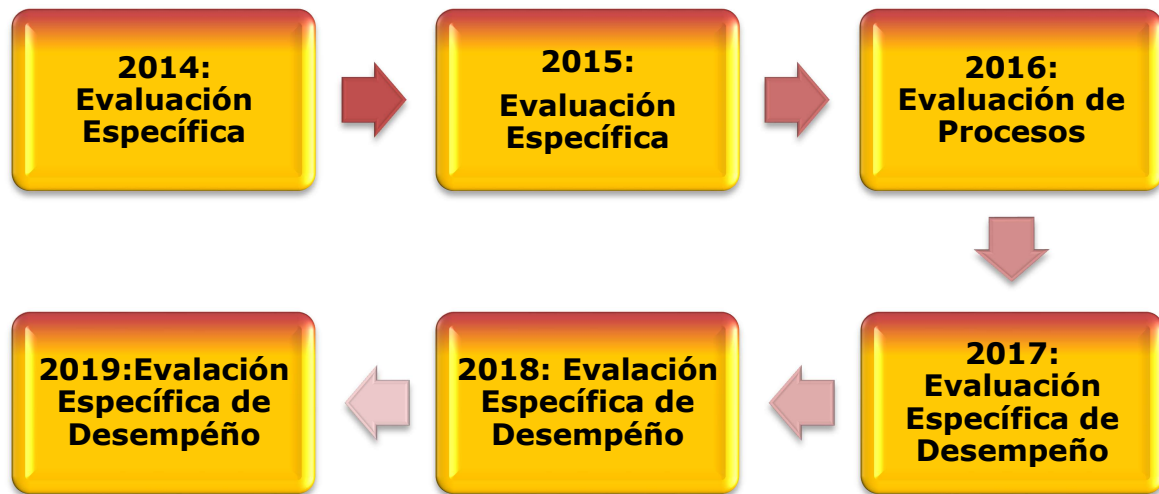 2014:
Evaluación
Específica
2015:
Evaluación
Específica
2016:
Evaluación de
Procesos
2017:
Evaluación
Específica de
Desempeño
2018: Evalación
Específica de
Desempéño
2019:Evalación
Específica de
Desempéño